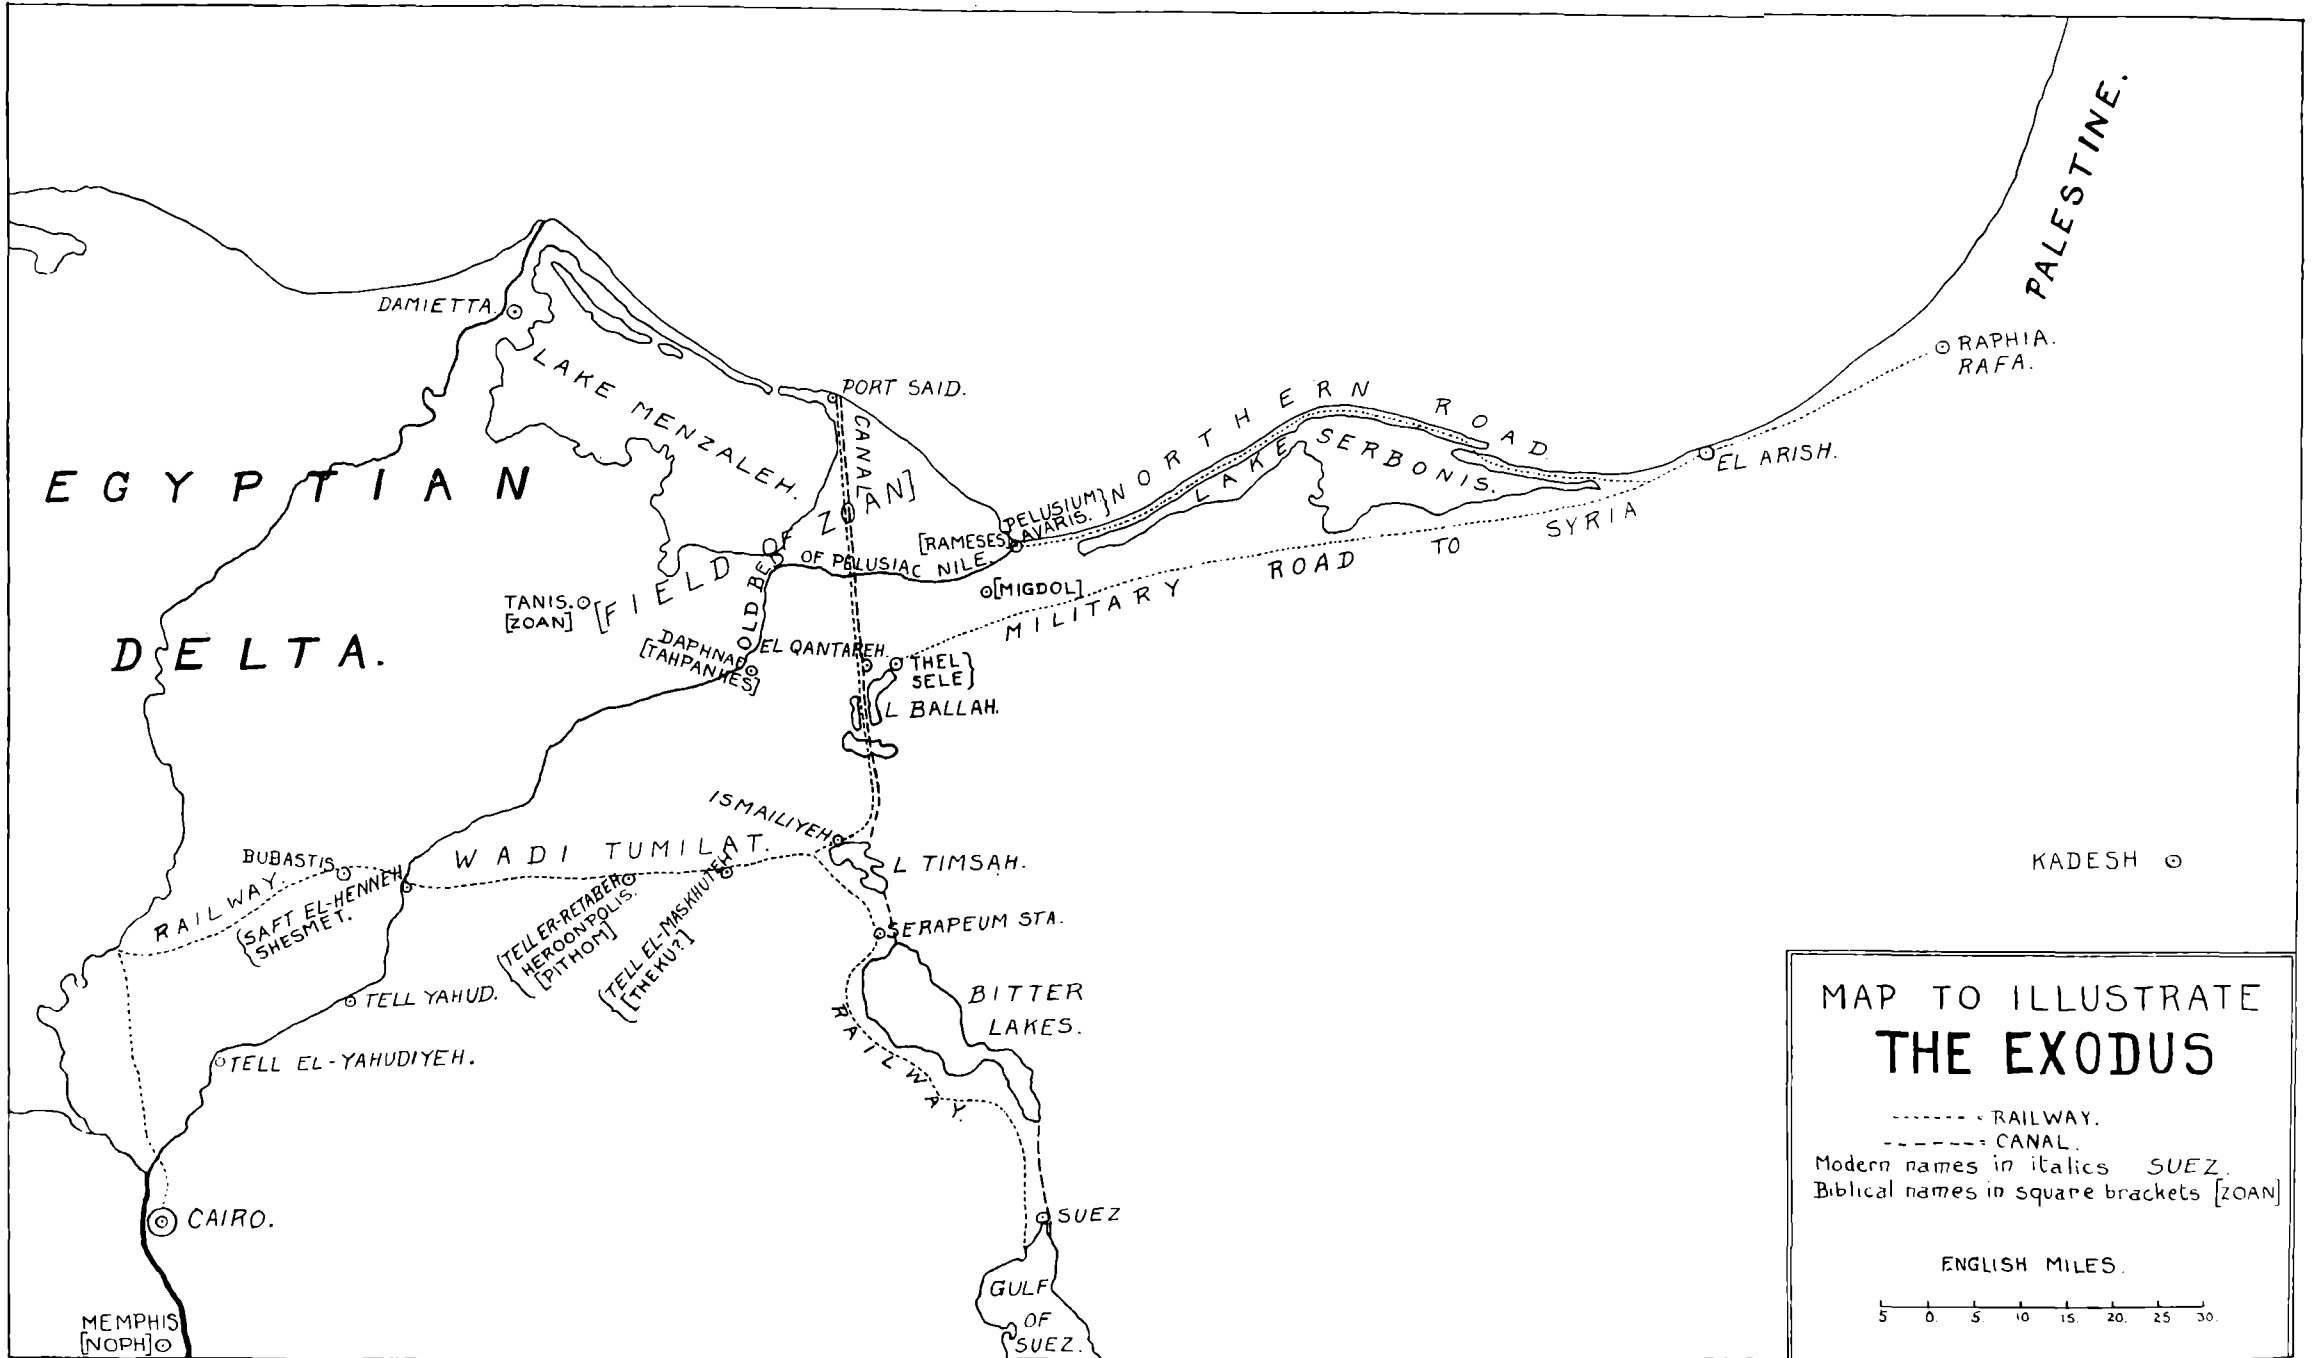 PALESTINE.
DAMIETTA.
LAKE MENZALEH.
PORT SAID.
CANAL
RAPHIA.
RAFA.
NORTHERN ROAD
LAKE SERBONIS.
EL ARISH.
EGYPTIAN
DELTA.
PELUSIUM}
AVARIS.
[RAMESES]
OLD BED OF PELUSIAC NILE.
[MIGDOL]
MILITARY ROAD TO SYRIA
TANIS.
[ZOAN]
[FIELD OF ZOAN]
DAPHNAE
[TAHPANHES]
EL QANTAREH.
THEL}
SELE}
L BALLAH.
ISMAILIYEH
WADI TUMILAT.
L TIMSAH.
BUBASTIS
RAILWAY.
{SAFT EL-HENNEH
SHESMET.
{TELL ER-RETABEH
HEROONPOLIS.
[PITHOM]
{TELL EL-MASKHUTEH
[THEKU?]
SERAPEUM STA.
KADESH
TELL YAHUD.
BITTER
LAKES.
RAILWAY.
TELL EL-YAHUDIYEH.
CAIRO.
SUEZ
GULF
OF
SUEZ.
MEMPHIS
[NOPH]
MAP TO ILLUSTRATE
THE EXODUS
= RAILWAY.
= CANAL.
Modern names in italics SUEZ.
Biblical names in square brackets [ZOAN]
ENGLISH MILES.
5 0. 5. 10 15. 20. 25 30.